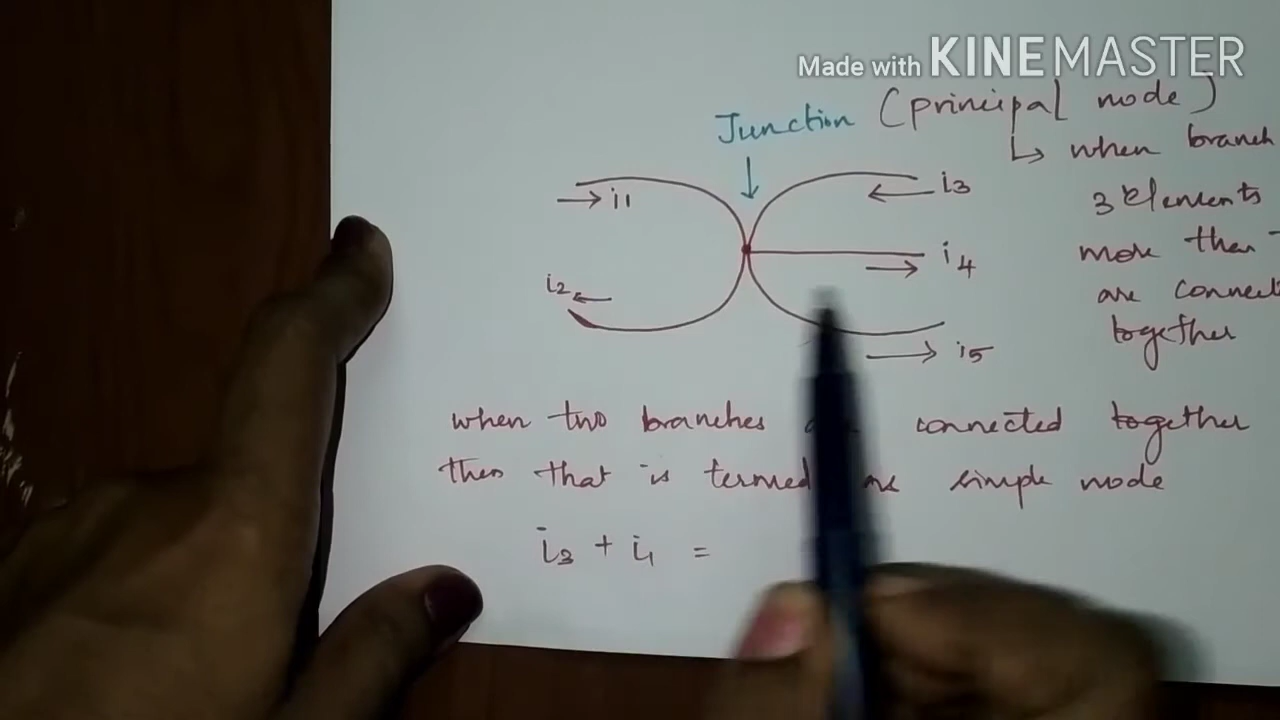 Made with KINEMASTER
Junction (principal node)
↳ when branch
i1
i3
3 Elements
i4
more than
i2
are connect
together
i5
when two branches connected together
then that is termed as simple node
i3 + i1 =